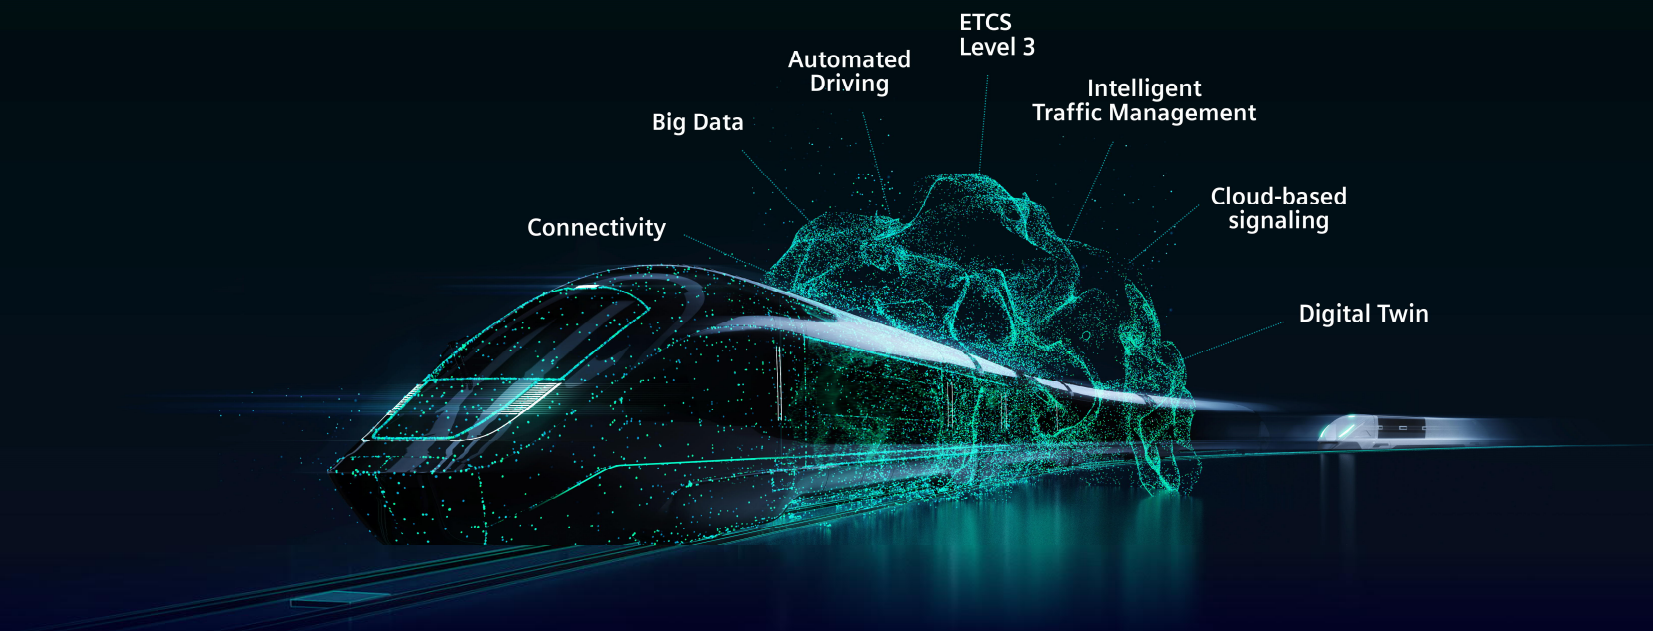 ETCS
Level 3
Automated
Driving
Intelligent
Traffic Management
Big Data
Cloud-based
signaling
Connectivity
Digital Twin